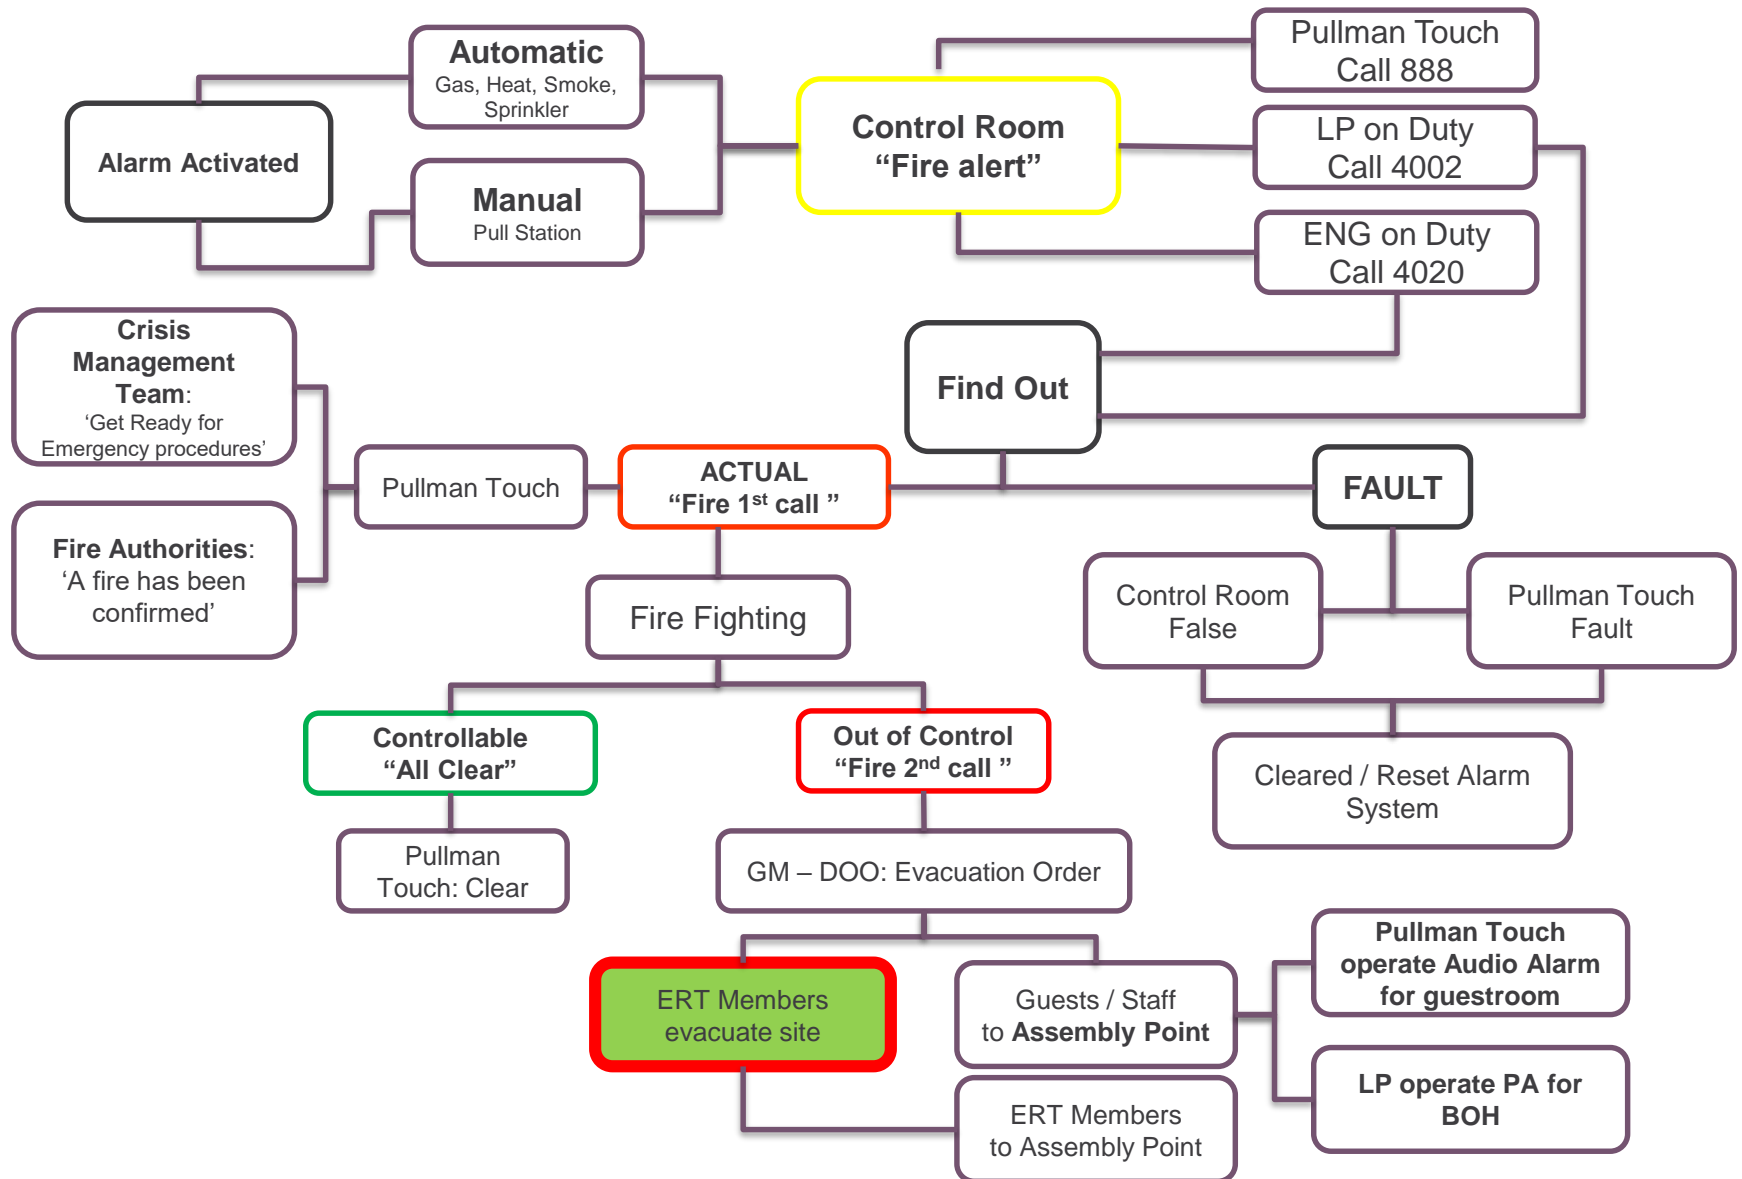 Automatic
Gas, Heat, Smoke,
Sprinkler
Alarm Activated
Manual
Pull Station
Control Room
“Fire alert”
Pullman Touch
Call 888
LP on Duty
Call 4002
ENG on Duty
Call 4020
Find Out
Crisis
Management
Team:
‘Get Ready for
Emergency procedures’
Fire Authorities:
‘A fire has been
confirmed’
Pullman Touch
ACTUAL
“Fire 1st call ”
FAULT
Fire Fighting
Control Room
False
Pullman Touch
Fault
Cleared / Reset Alarm
System
Controllable
“All Clear”
Out of Control
“Fire 2nd call ”
Pullman
Touch: Clear
GM – DOO: Evacuation Order
ERT Members
evacuate site
Guests / Staff
to Assembly Point
ERT Members
to Assembly Point
Pullman Touch
operate Audio Alarm
for guestroom
LP operate PA for
BOH